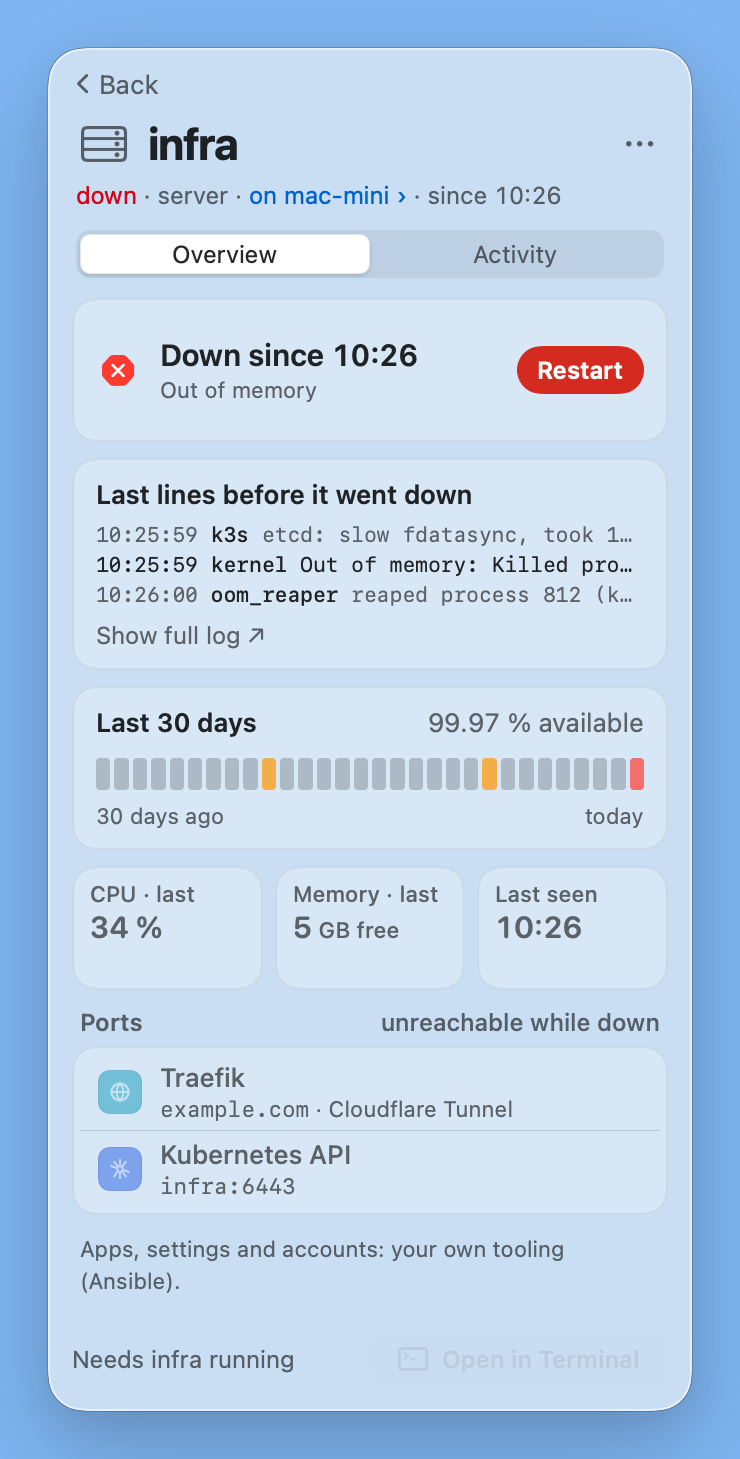 Back
infra
down · server · on mac-mini › · since 10:26
Overview Activity
Down since 10:26
Out of memory
Restart
Last lines before it went down
10:25:59 k3s etcd: slow fdatasync, took 1…
10:25:59 kernel Out of memory: Killed pro…
10:26:00 oom_reaper reaped process 812 (k…
Show full log ↗
Last 30 days 99.97 % available
30 days ago today
CPU · last
34 %
Memory · last
5 GB free
Last seen
10:26
Ports unreachable while down
Traefik
example.com · Cloudflare Tunnel
Kubernetes API
infra:6443
Apps, settings and accounts: your own tooling
(Ansible).
Needs infra running Open in Terminal